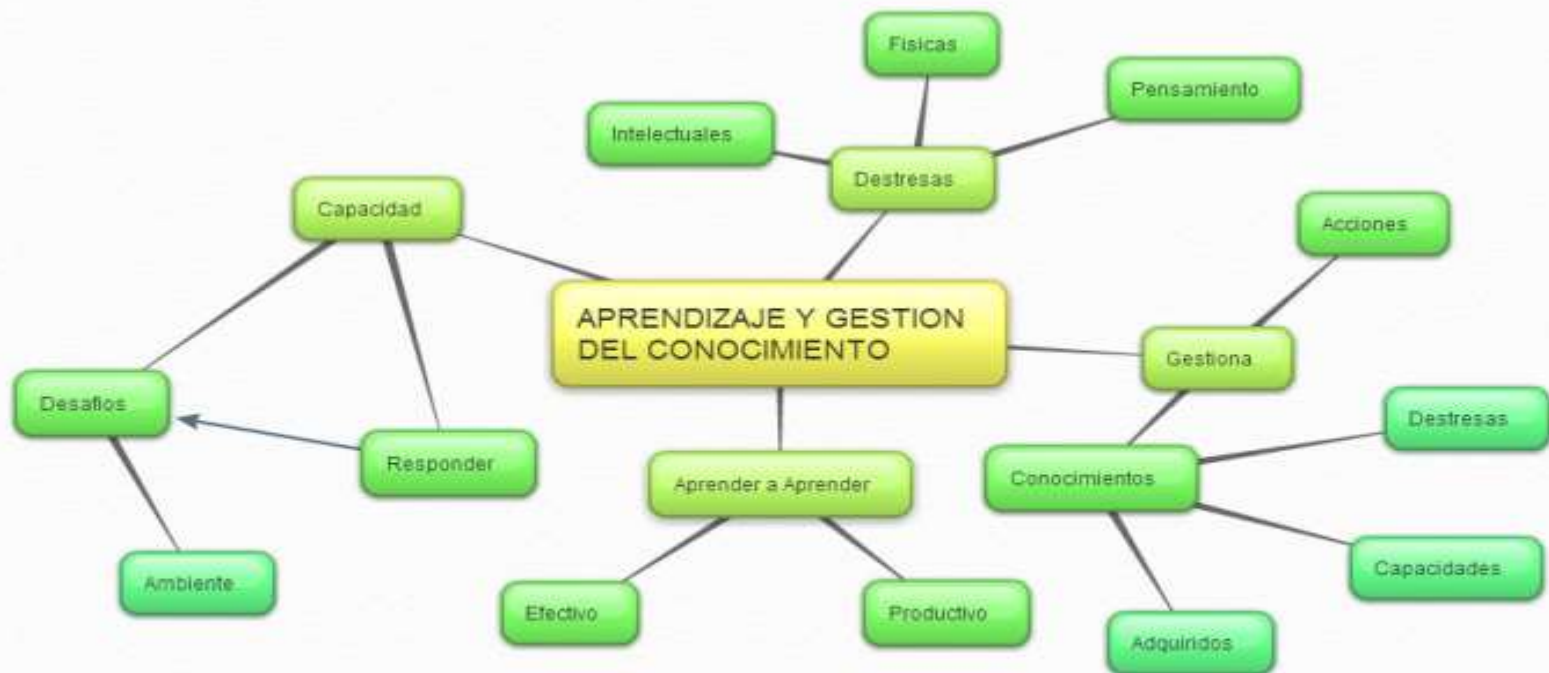 Fisicas
Pensamiento
Intelectuales
Destresas
Capacidad
Acciones
APRENDIZAJE Y GESTION
DEL CONOCIMIENTO
Gestiona
Desafios
Destresas
Responder
Aprender a Aprender
Conocimientos
Ambiente
Capacidades
Efectivo
Productivo
Adquiridos